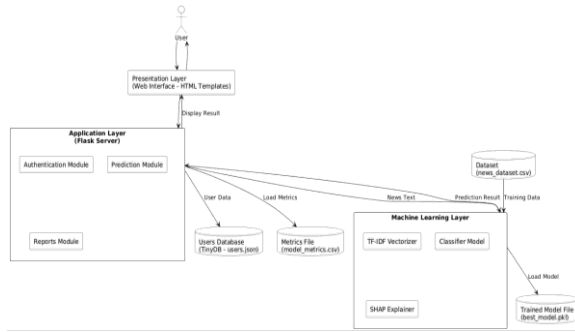 User
Presentation Layer
(Web Interface - HTML Templates)
Display Result
Application Layer
(Flask Server)
Authentication Module
Prediction Module
Reports Module
Dataset
(news_dataset.csv)
User Data
Load Metrics
News Text
Prediction Result
Training Data
Users Database
(TinyDB - users.json)
Metrics File
(model_metrics.csv)
Machine Learning Layer
TF-IDF Vectorizer
Classifier Model
SHAP Explainer
Load Model
Trained Model File
(best_model.pkl)